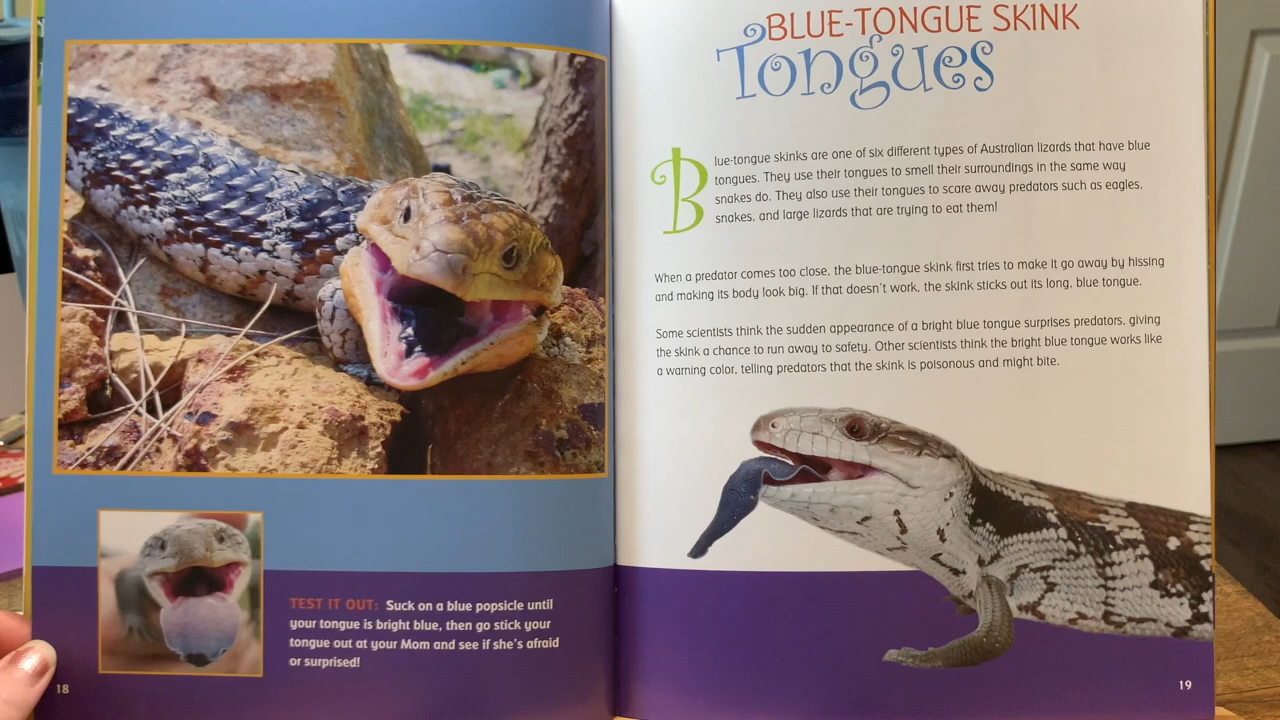 TEST IT OUT: Suck on a blue popsicle until
your tongue is bright blue, then go stick your
tongue out at your Mom and see if she's afraid
or surprised!
18
BLUE-TONGUE SKINK
Tongues
Blue-tongue skinks are one of six different types of Australian lizards that have blue
tongues. They use their tongues to smell their surroundings in the same way
snakes do. They also use their tongues to scare away predators such as eagles,
snakes, and large lizards that are trying to eat them!
When a predator comes too close, the blue-tongue skink first tries to make it go away by hissing
and making its body look big. If that doesn't work, the skink sticks out its long, blue tongue.
Some scientists think the sudden appearance of a bright blue tongue surprises predators, giving
the skink a chance to run away to safety. Other scientists think the bright blue tongue works like
a warning color, telling predators that the skink is poisonous and might bite.
19